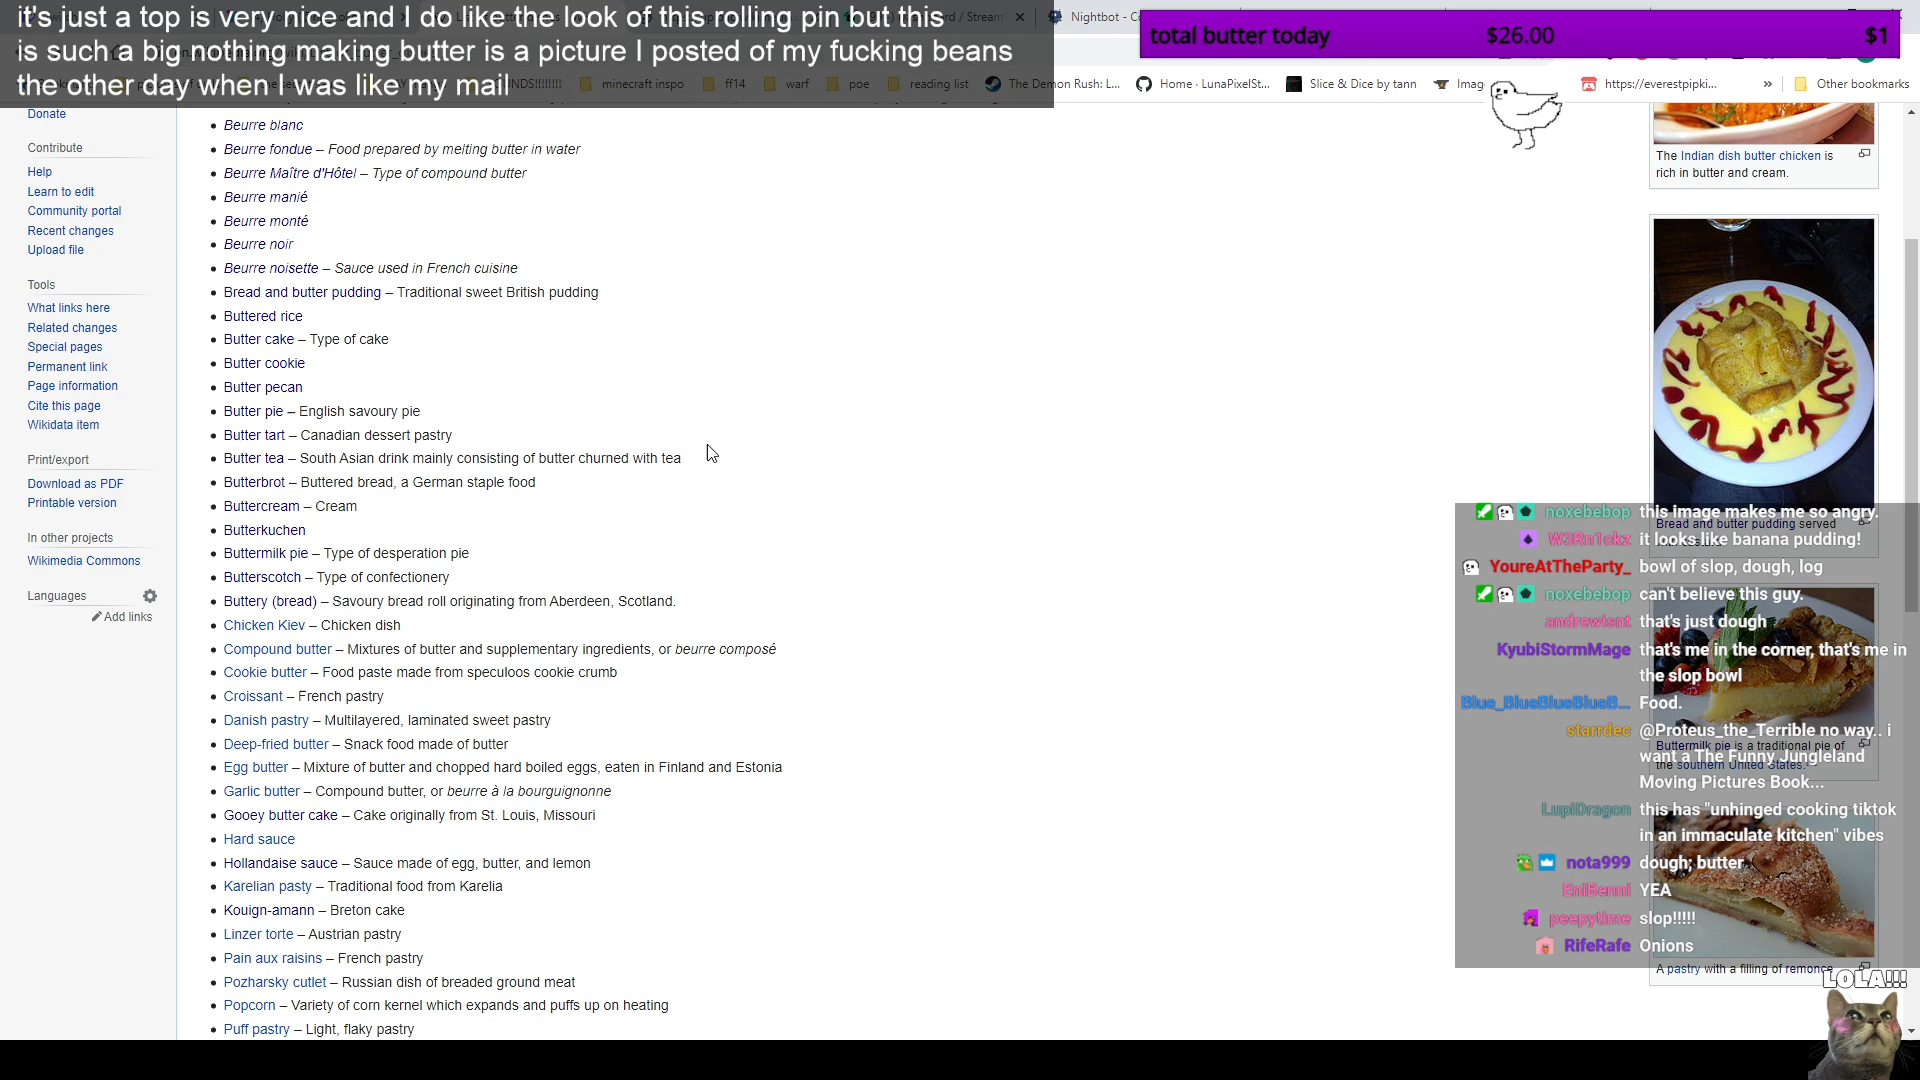 it's just a top is very nice and I do like the look of this rolling pin but this
is such a big nothing making butter is a picture I posted of my fucking beans
the other day when I was like my mail
total butter today $26.00 $1
Nightbot - C
minecraft inspo
ff14
warf
poe
reading list
The Demon Rush: L...
Home · LunaPixelSt...
Slice & Dice by tann
Imag
https://everestpipki...
»
Other bookmarks
Donate
Contribute
Help
Learn to edit
Community portal
Recent changes
Upload file
Tools
What links here
Related changes
Special pages
Permanent link
Page information
Cite this page
Wikidata item
Print/export
Download as PDF
Printable version
In other projects
Wikimedia Commons
Languages
Add links
Beurre blanc
Beurre fondue – Food prepared by melting butter in water
Beurre Maître d'Hôtel – Type of compound butter
Beurre manié
Beurre monté
Beurre noir
Beurre noisette – Sauce used in French cuisine
Bread and butter pudding – Traditional sweet British pudding
Buttered rice
Butter cake – Type of cake
Butter cookie
Butter pecan
Butter pie – English savoury pie
Butter tart – Canadian dessert pastry
Butter tea – South Asian drink mainly consisting of butter churned with tea
Butterbrot – Buttered bread, a German staple food
Buttercream – Cream
Butterkuchen
Buttermilk pie – Type of desperation pie
Butterscotch – Type of confectionery
Buttery (bread) – Savoury bread roll originating from Aberdeen, Scotland.
Chicken Kiev – Chicken dish
Compound butter – Mixtures of butter and supplementary ingredients, or beurre composé
Cookie butter – Food paste made from speculoos cookie crumb
Croissant – French pastry
Danish pastry – Multilayered, laminated sweet pastry
Deep-fried butter – Snack food made of butter
Egg butter – Mixture of butter and chopped hard boiled eggs, eaten in Finland and Estonia
Garlic butter – Compound butter, or beurre à la bourguignonne
Gooey butter cake – Cake originally from St. Louis, Missouri
Hard sauce
Hollandaise sauce – Sauce made of egg, butter, and lemon
Karelian pasty – Traditional food from Karelia
Kouign-amann – Breton cake
Linzer torte – Austrian pastry
Pain aux raisins – French pastry
Pozharsky cutlet – Russian dish of breaded ground meat
Popcorn – Variety of corn kernel which expands and puffs up on heating
Puff pastry – Light, flaky pastry
The Indian dish butter chicken is
rich in butter and cream.
noxebebop this image makes me so angry.
Bread and butter pudding served
W3Rn1ckz it looks like banana pudding!
YoureAtTheParty_ bowl of slop, dough, log
noxebebop can't believe this guy.
andrewisnt that's just dough
KyubiStormMage that's me in the corner, that's me in
the slop bowl
Blue_BlueBlueBlueB... Food.
starrdec @Proteus_the_Terrible no way.. i
want a The Funny Jungleland
Moving Pictures Book...
Buttermilk pie is a traditional pie of
the southern United States.
LupiDragon this has "unhinged cooking tiktok
in an immaculate kitchen" vibes
nota999 dough; butter
EniBenni YEA
peepytime slop!!!!!
RifeRafe Onions
A pastry with a filling of remonce
LOLA!!!